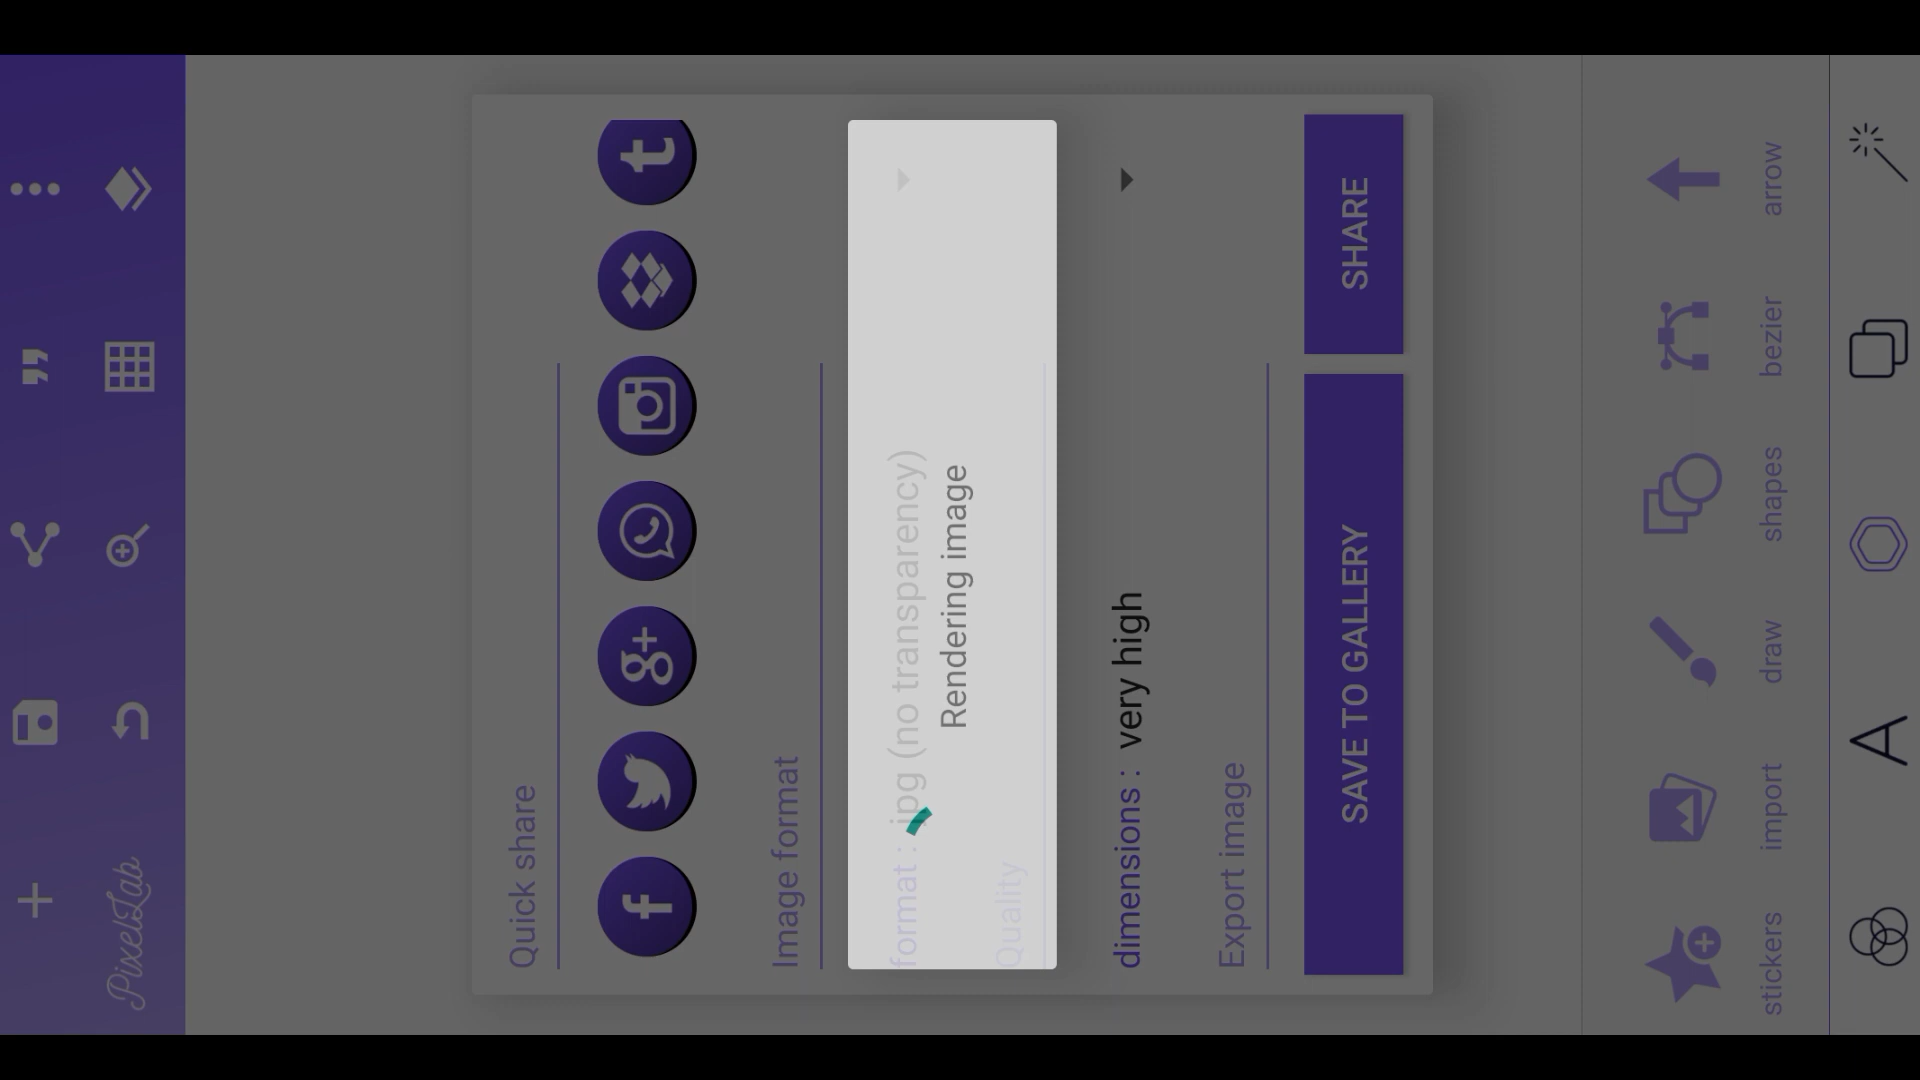 PixelLab
Quick share
Image format
format : jpg (no transparency)
Rendering image
Quality
dimensions : very high
Export image
SAVE TO GALLERY
SHARE
stickers
import
draw
shapes
bezier
arrow